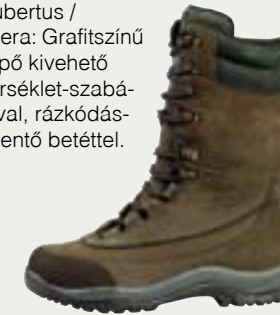 ubertus /
era: Grafitszínű
pő kivehető
rséklet-szabá-
val, rázkódás-
entő betéttel.